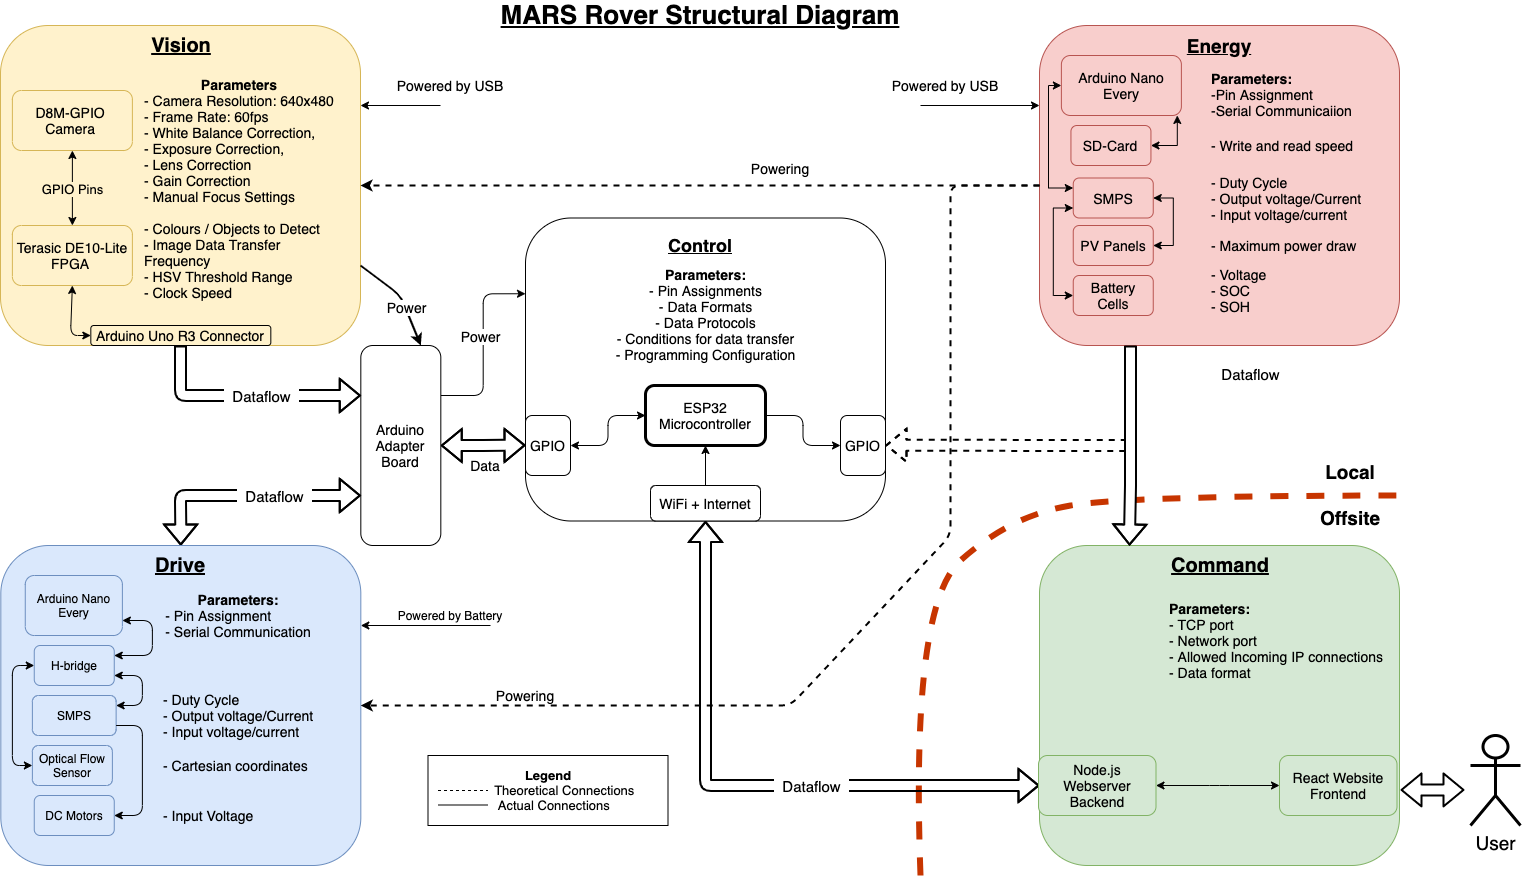 MARS Rover Structural Diagram
Vision
Parameters
- Camera Resolution: 640x480
- Frame Rate: 60fps
- White Balance Correction,
- Exposure Correction,
- Lens Correction
- Gain Correction
- Manual Focus Settings
- Colours / Objects to Detect
- Image Data Transfer
Frequency
- HSV Threshold Range
- Clock Speed
D8M-GPIO
Camera
GPIO Pins
Terasic DE10-Lite
FPGA
Arduino Uno R3 Connector
Powered by USB
Powered by USB
Powering
Energy
Arduino Nano
Every
SD-Card
SMPS
PV Panels
Battery
Cells
Parameters:
-Pin Assignment
-Serial Communicaiion
- Write and read speed
- Duty Cycle
- Output voltage/Current
- Input voltage/current
- Maximum power draw
- Voltage
- SOC
- SOH
Control
Parameters:
- Pin Assignments
- Data Formats
- Data Protocols
- Conditions for data transfer
- Programming Configuration
ESP32
Microcontroller
GPIO
GPIO
WiFi + Internet
Power
Power
Dataflow
Arduino
Adapter
Board
Data
Dataflow
Dataflow
Local
Offsite
Drive
Arduino Nano
Every
H-bridge
SMPS
Optical Flow
Sensor
DC Motors
Parameters:
- Pin Assignment
- Serial Communication
- Duty Cycle
- Output voltage/Current
- Input voltage/current
- Cartesian coordinates
- Input Voltage
Powered by Battery
Powering
Legend
Theoretical Connections
Actual Connections
Dataflow
Command
Parameters:
- TCP port
- Network port
- Allowed Incoming IP connections
- Data format
Node.js
Webserver
Backend
React Website
Frontend
User